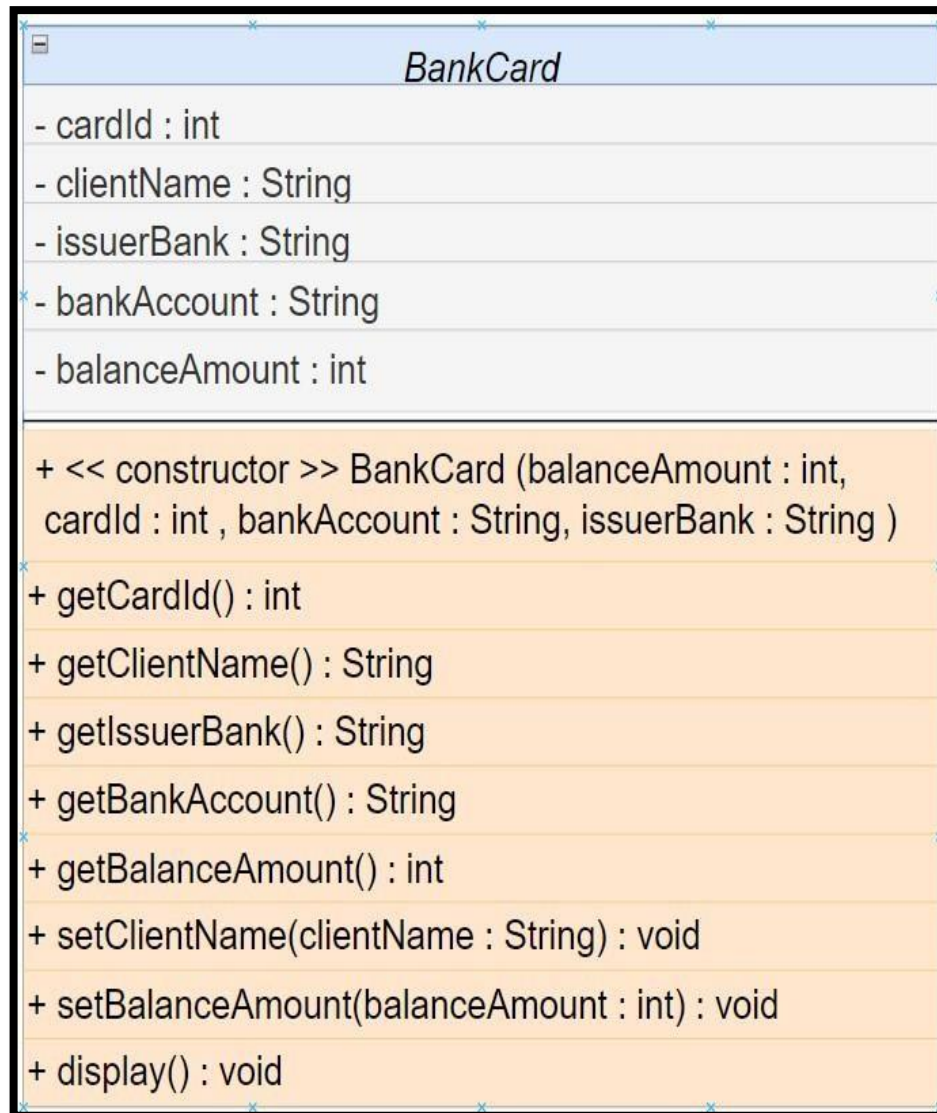 BankCard
- cardId : int
- clientName : String
- issuerBank : String
- bankAccount : String
- balanceAmount : int
+ << constructor >> BankCard (balanceAmount : int,
cardId : int , bankAccount : String, issuerBank : String )
+ getCardId() : int
+ getClientName() : String
+ getIssuerBank() : String
+ getBankAccount() : String
+ getBalanceAmount() : int
+ setClientName(clientName : String) : void
+ setBalanceAmount(balanceAmount : int) : void
+ display() : void